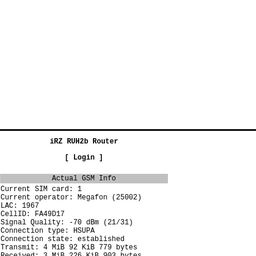 iRZ RUH2b Router
[ Login ]
Actual GSM Info
Current SIM card: 1
Current operator: Megafon (25002)
LAC: 1967
CellID: FA49D17
Signal Quality: -70 dBm (21/31)
Connection type: HSUPA
Connection state: established
Transmit: 4 MiB 92 KiB 779 bytes
Received: 3 MiB 226 KiB 903 bytes